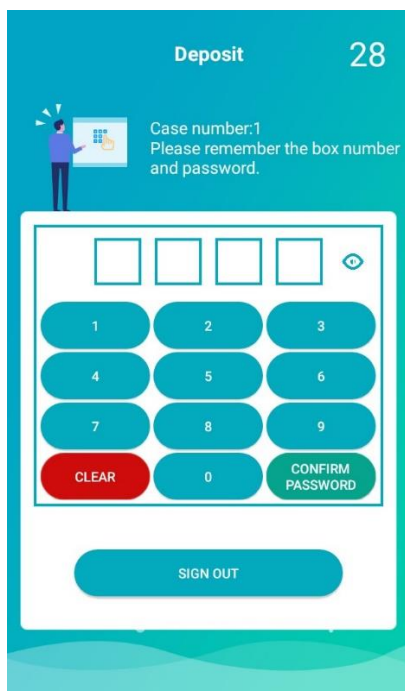 Deposit
28
Case number:1
Please remember the box number
and password.
1
2
3
4
5
6
7
8
9
CLEAR
0
CONFIRM
PASSWORD
SIGN OUT